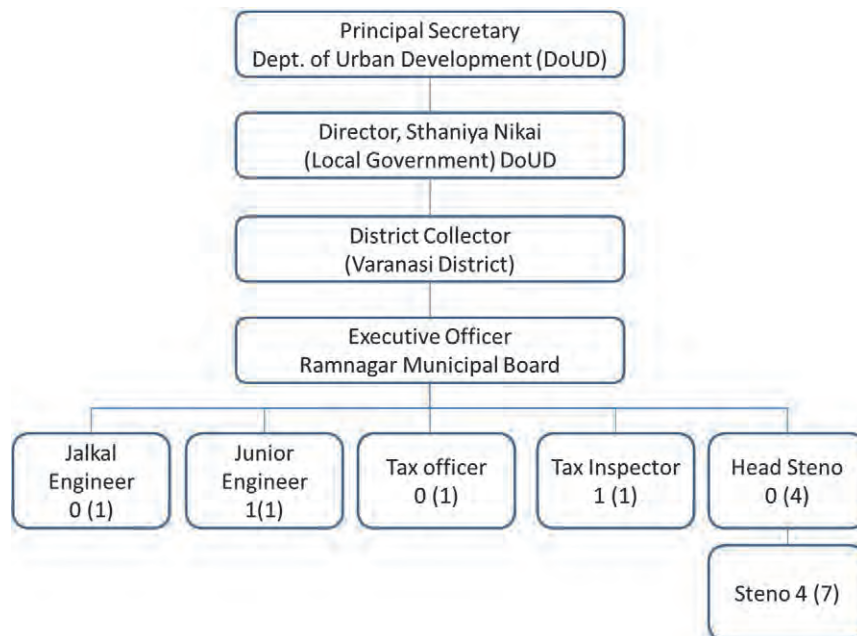 Principal Secretary
Dept. of Urban Development (DoUD)
Director, Sthaniya Nikai
(Local Government) DoUD
District Collector
(Varanasi District)
Executive Officer
Ramnagar Municipal Board
Jalkal
Engineer
0 (1)
Junior
Engineer
1(1)
Tax officer
0 (1)
Tax Inspector
1 (1)
Head Steno
0 (4)
Steno 4 (7)